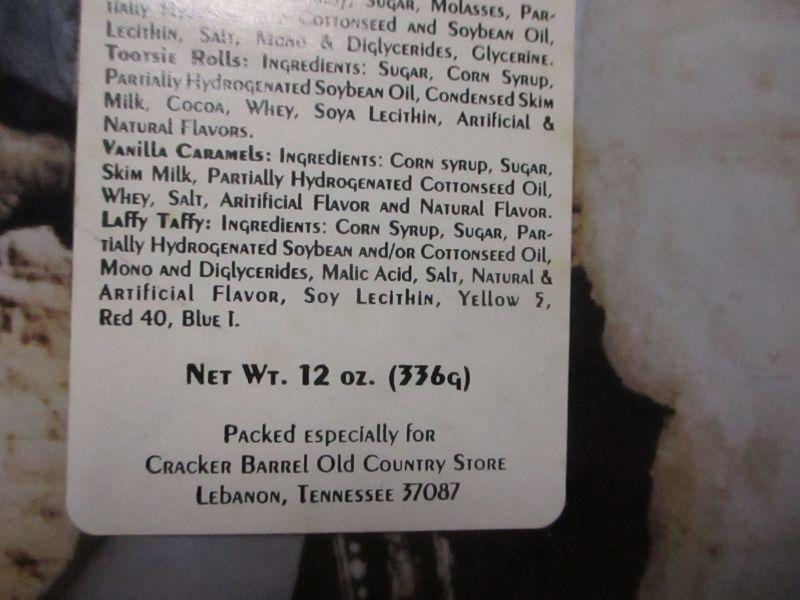 Sugar, Molasses, Par-
tially Cottonseed and Soybean Oil,
Lecithin, Salt, Mono & Diglycerides, Glycerine.
Tootsie Rolls: Ingredients: Sugar, Corn Syrup,
Partially Hydrogenated Soybean Oil, Condensed Skim
Milk, Cocoa, Whey, Soya Lecithin, Artificial &
Natural Flavors.
Vanilla Caramels: Ingredients: Corn syrup, Sugar,
Skim Milk, Partially Hydrogenated Cottonseed Oil,
Whey, Salt, Aritificial Flavor and Natural Flavor.
Laffy Taffy: Ingredients: Corn Syrup, Sugar, Par-
tially Hydrogenated Soybean and/or Cottonseed Oil,
Mono and Diglycerides, Malic Acid, Salt, Natural &
Artificial Flavor, Soy Lecithin, Yellow 5,
Red 40, Blue 1.
Net Wt. 12 oz. (336g)
Packed especially for
Cracker Barrel Old Country Store
Lebanon, Tennessee 37087